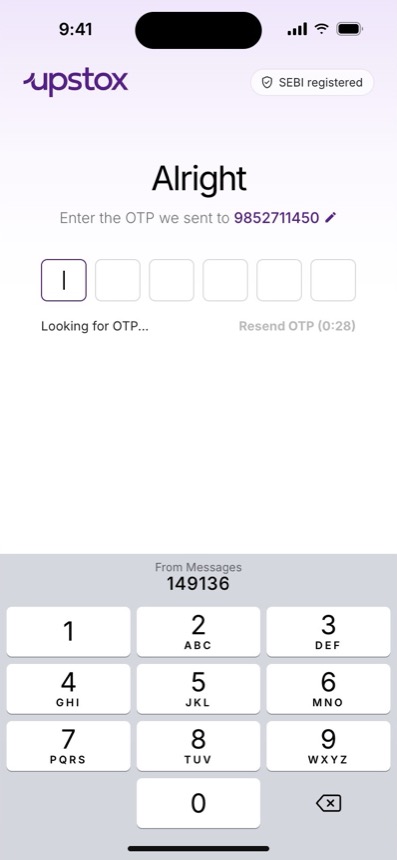 9:41
upstox
SEBI registered
Alright
Enter the OTP we sent to 9852711450
Looking for OTP...
Resend OTP (0:28)
From Messages
149136
1
2
ABC
3
DEF
4
GHI
5
JKL
6
MNO
7
PQRS
8
TUV
9
WXYZ
0